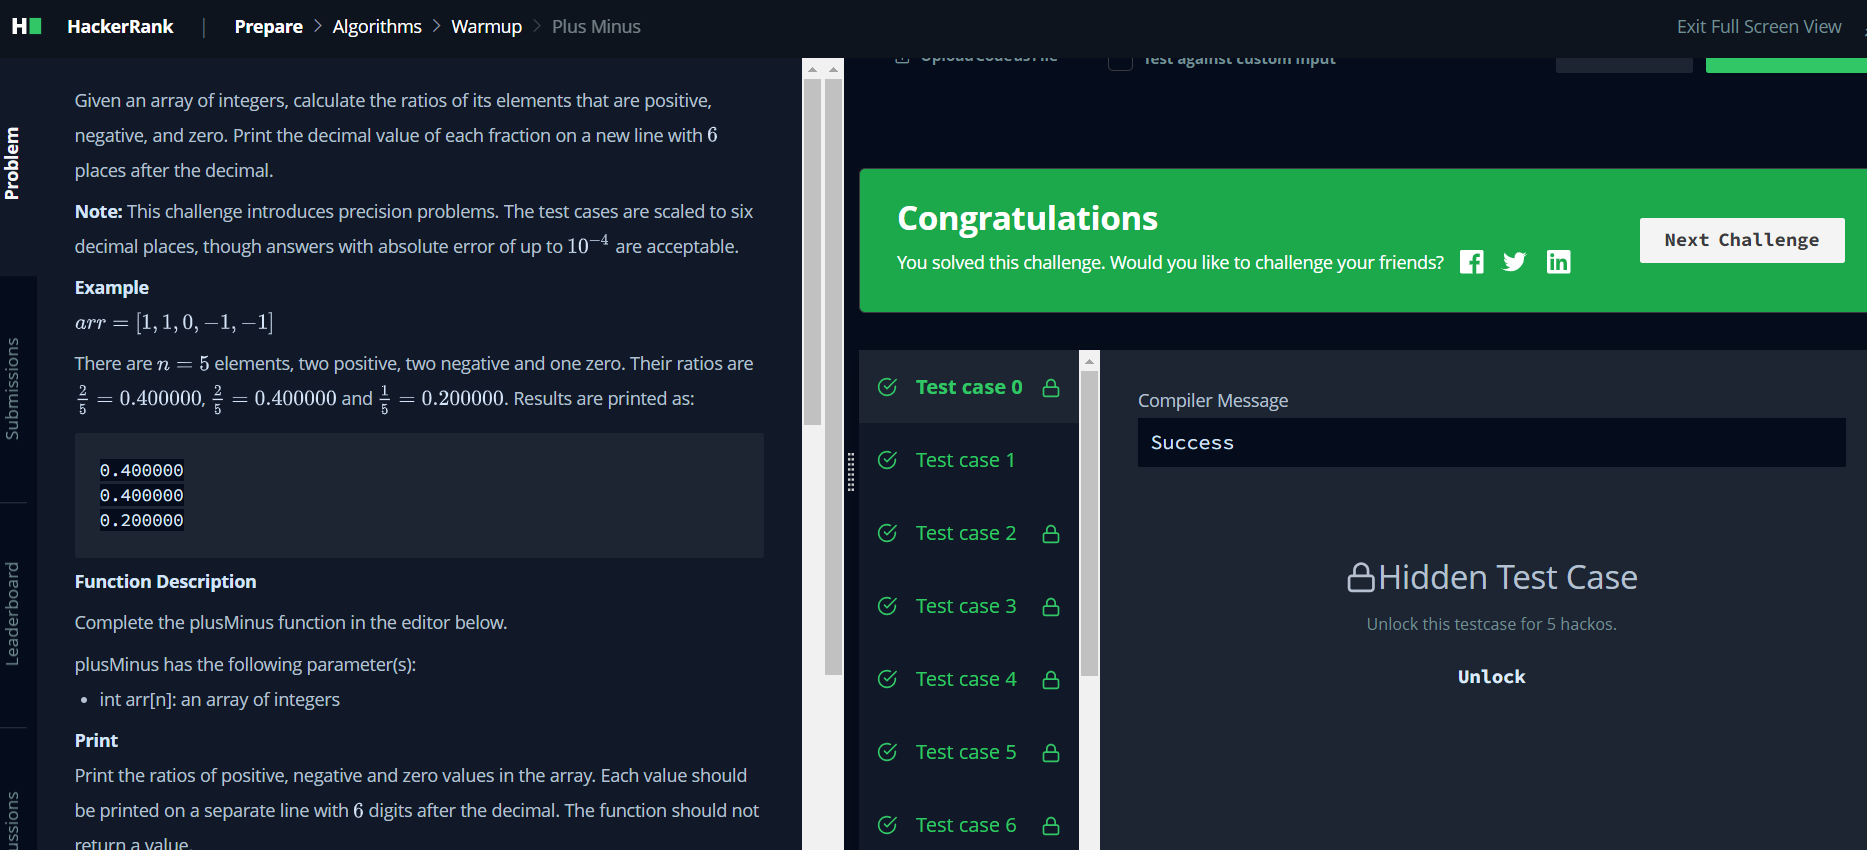 HackerRank | Prepare > Algorithms > Warmup > Plus Minus
Exit Full Screen View
Problem
Submissions
Leaderboard
Given an array of integers, calculate the ratios of its elements that are positive,
negative, and zero. Print the decimal value of each fraction on a new line with 6
places after the decimal.
Note: This challenge introduces precision problems. The test cases are scaled to six
decimal places, though answers with absolute error of up to 10⁻⁴ are acceptable.
Example
arr = [1, 1, 0, −1, −1]
There are n = 5 elements, two positive, two negative and one zero. Their ratios are
2/5 = 0.400000, 2/5 = 0.400000 and 1/5 = 0.200000. Results are printed as:
0.400000
0.400000
0.200000
Function Description
Complete the plusMinus function in the editor below.
plusMinus has the following parameter(s):
• int arr[n]: an array of integers
Print
Print the ratios of positive, negative and zero values in the array. Each value should
be printed on a separate line with 6 digits after the decimal. The function should not
return a value.
Upload Code as File
Test against custom input
Congratulations
You solved this challenge. Would you like to challenge your friends?
Next Challenge
Test case 0
Test case 1
Test case 2
Test case 3
Test case 4
Test case 5
Test case 6
Compiler Message
Success
Hidden Test Case
Unlock this testcase for 5 hackos.
Unlock